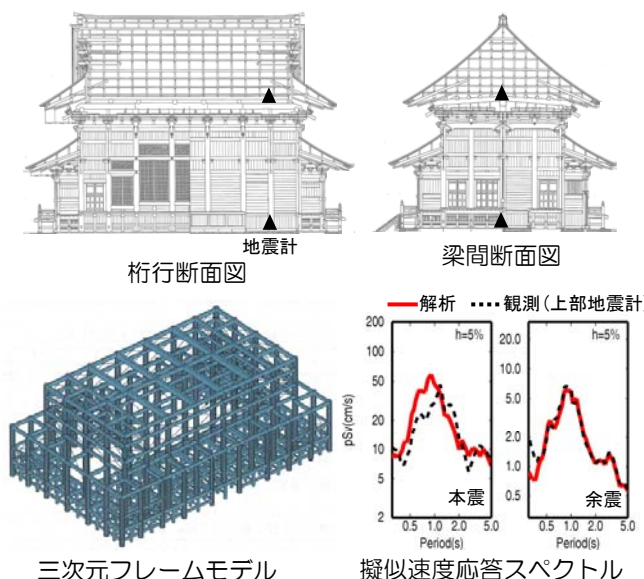 地震計
桁行断面図
梁間断面図
解析 観測(上部地震計)
200
100
50
20
10
5
2
pSv(cm/s)
h=5%
本震
0.5 1.0 2.0 5.0
Period(s)
20.0
10.0
5.0
2.0
1.0
0.5
h=5%
余震
0.5 1.0 2.0 5.0
Period(s)
三次元フレームモデル
擬似速度応答スペクトル